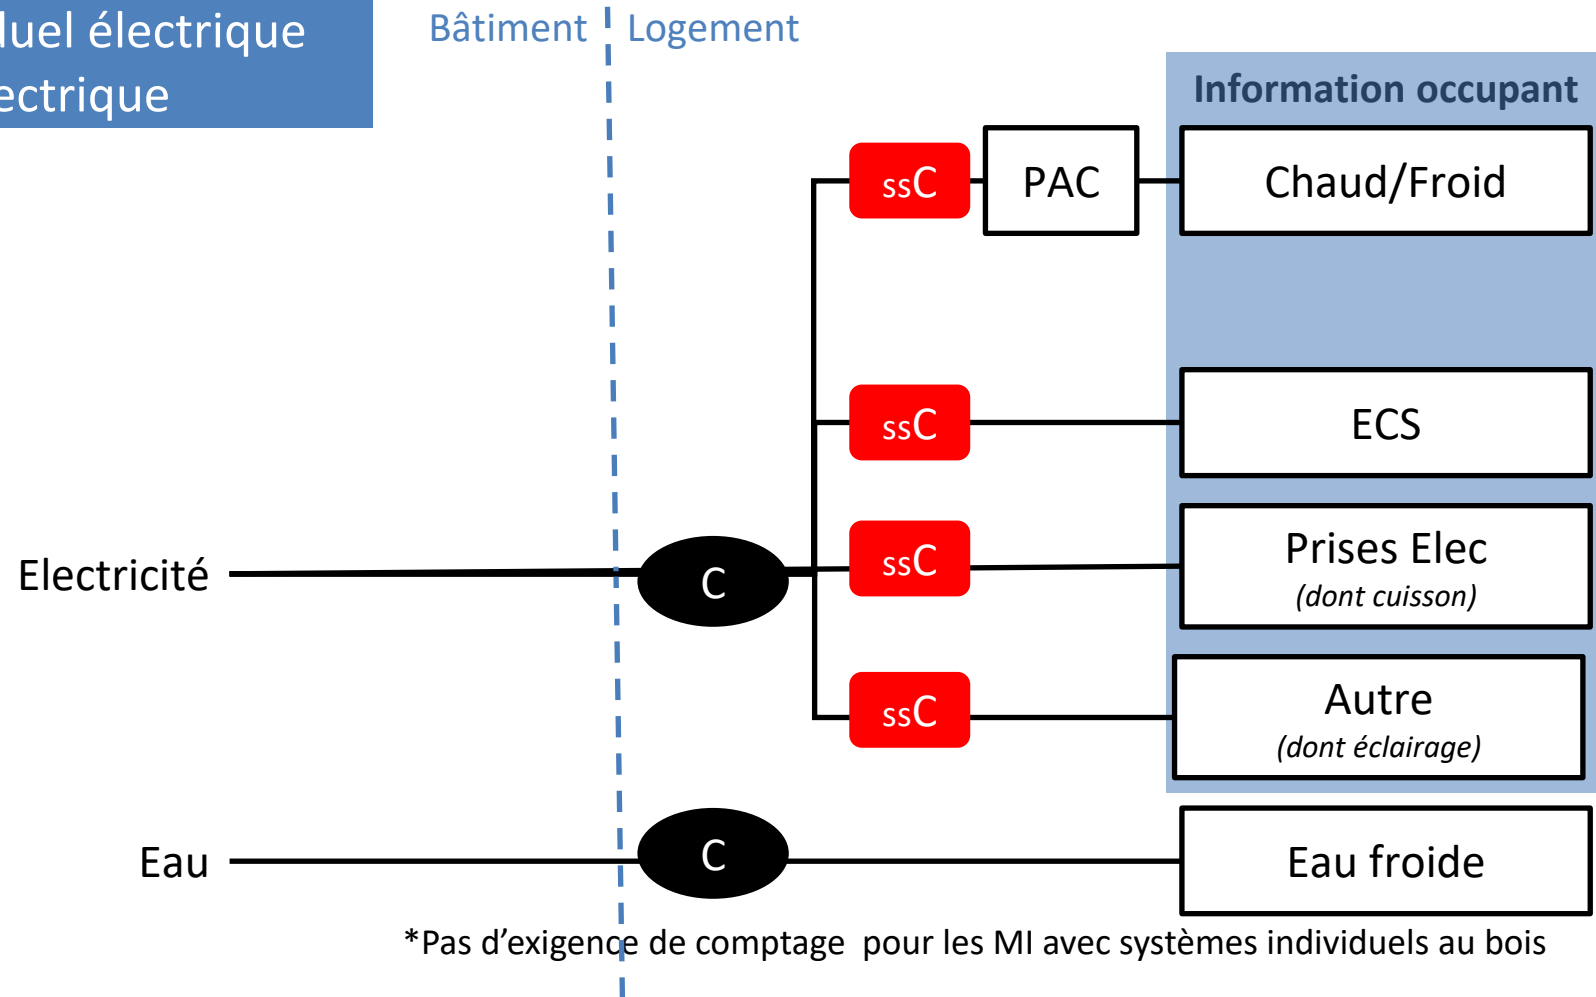 duel électrique
ectrique
Bâtiment
Logement
Information occupant
ssC
PAC
Chaud/Froid
ssC
ECS
Electricité
C
ssC
Prises Elec
(dont cuisson)
ssC
Autre
(dont éclairage)
Eau
C
Eau froide
*Pas d’exigence de comptage pour les MI avec systèmes individuels au bois